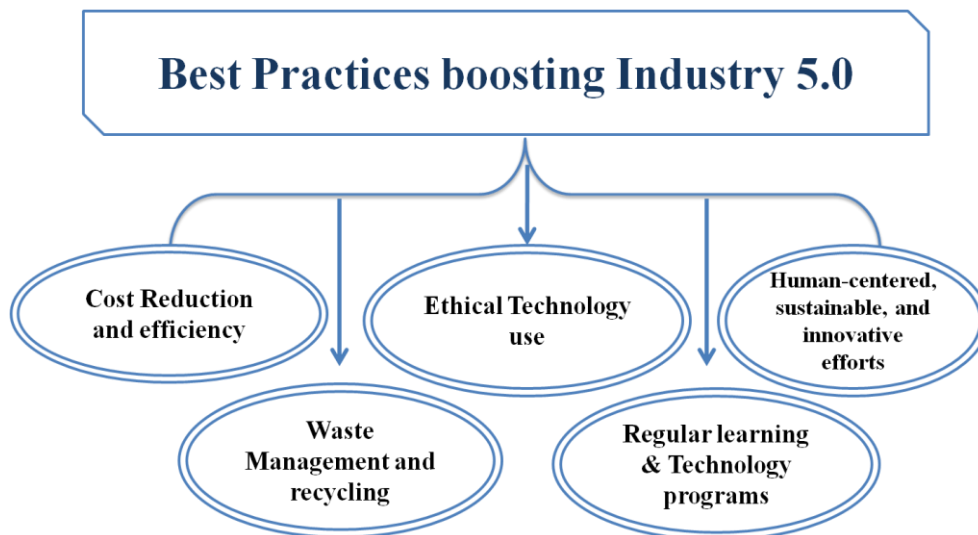 Best Practices boosting Industry 5.0
Cost Reduction
and efficiency
Ethical Technology
use
Human-centered,
sustainable, and
innovative
efforts
Waste
Management and
recycling
Regular learning
& Technology
programs